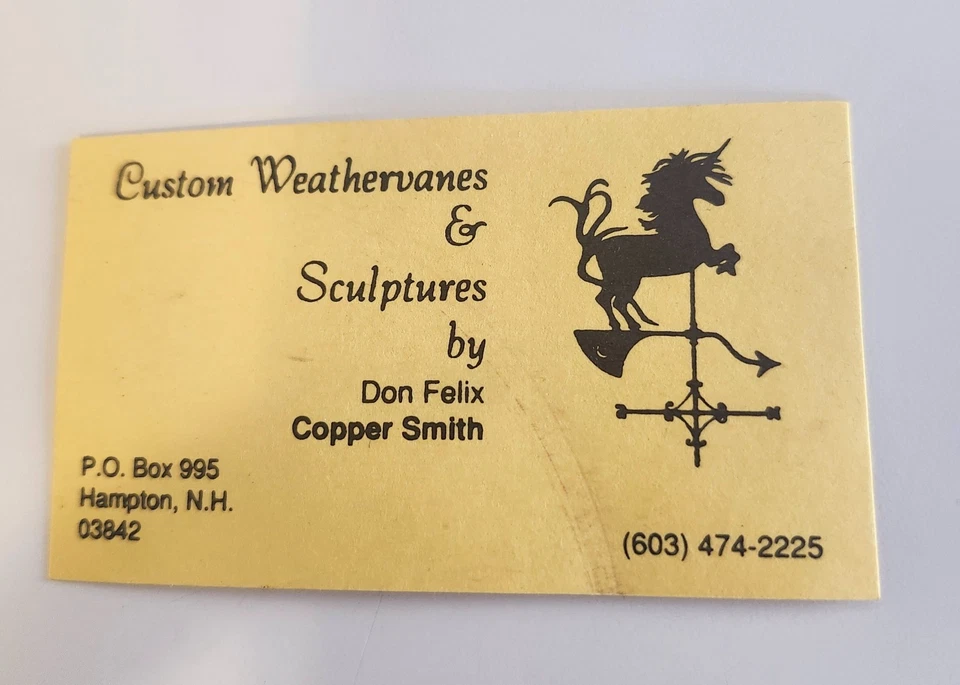 Custom Weathervanes
&
Sculptures
by
Don Felix
Copper Smith
P.O. Box 995
Hampton, N.H.
03842
(603) 474-2225